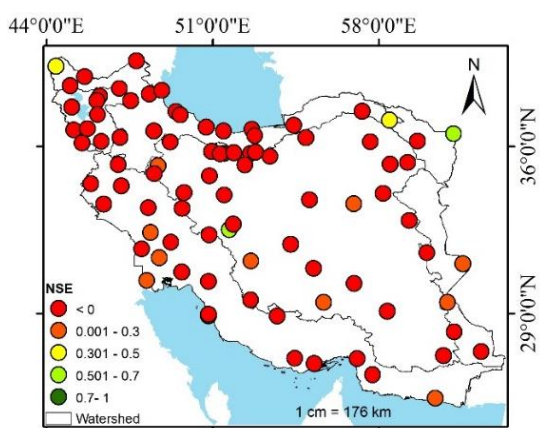 44°0'0"E 51°0'0"E 58°0'0"E
N
36°0'0"N
29°0'0"N
NSE
< 0
0.001 - 0.3
0.301 - 0.5
0.501 - 0.7
0.7- 1
Watershed
1 cm = 176 km